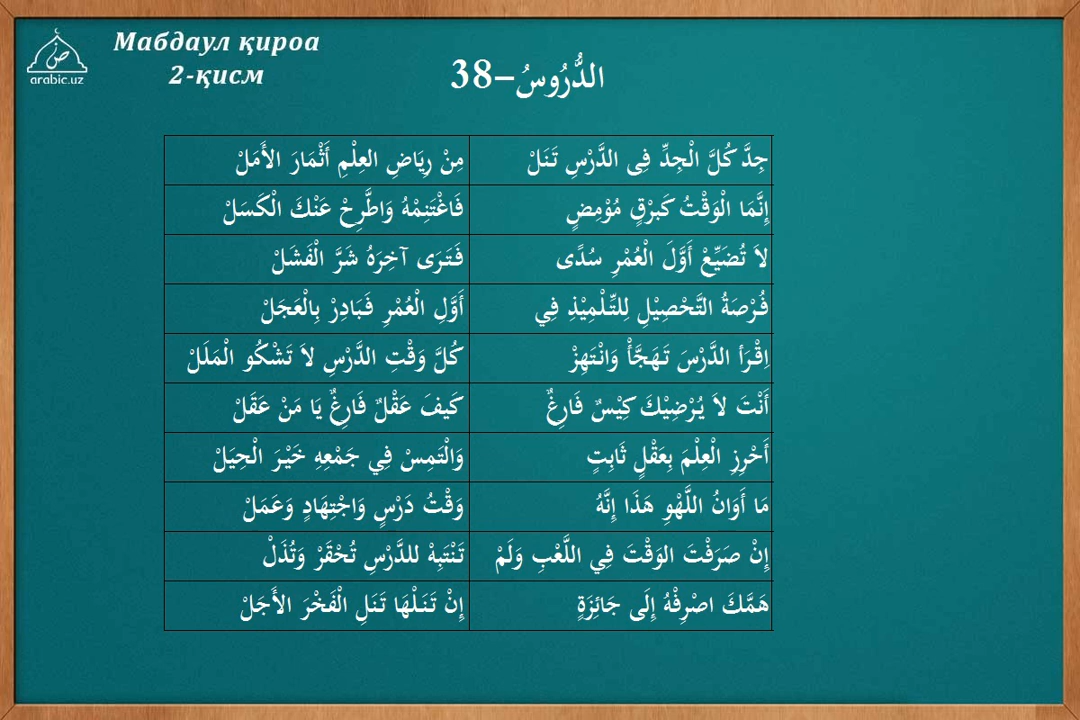 Мабдаул қироа
2-қисм
arabic.uz
38–الدُّرُوسُ
جِدَّ كُلَّ الْجِدِّ فِى الدَّرْسِ تَنَلْ مِنْ رِيَاضِ العِلْمِ أَثْمَارَ الأَمَلْ
إِنَّمَا الْوَقْتُ كَبرْقٍ مُوْمِضٍ فَاغْتَنِمْهُ وَاطَّرِحْ عَنْكَ الْكَسَلْ
لاَ تُضَيِّعْ أَوَّلَ الْعُمْرِ سُدًى فَتَرَى آخِرَهُ شَرَّ الْفَشَلْ
فُرْصَةُ التَّحْصِيْلِ لِلتِّلْمِيْذِ فِي أَوَّلِ الْعُمْرِ فَبَادِرْ بِالْعَجَلْ
اِقْرَأ الدَّرْسَ تَهَجَّأْ وَانْتَهِزْ كُلَّ وَقْتِ الدَّرْسِ لاَ تَشْكُو الْمَلَلْ
أَنْتَ لاَ يُرْضِيْكَ كِيْسٌ فَارِغٌ كَيفَ عَقْلٌ فَارِغٌ يَا مَنْ عَقَلْ
أَحْرِزِ الْعِلْمَ بِعَقْلٍ ثَابِتٍ وَالْتَمِسْ فِي جَمْعِهِ خَيْرَ الْحِيَلْ
مَا أَوَانُ اللَّهْوِ هَذَا إِنَّهُ وَقْتُ دَرْسٍ وَاجْتِهَادٍ وَعَمَلْ
إِنْ صَرَفْتَ الوَقْتَ فِي اللَّعْبِ وَلَمْ تَنْتَبِهْ للدَّرْسِ تُحْقَرْ وَتُذَلْ
هَمَّكَ اصْرِفْهُ إِلَى جَائِزَةٍ إِنْ تَنَلْهَا تَنَلِ الْفَخْرَ الأَجَلْ